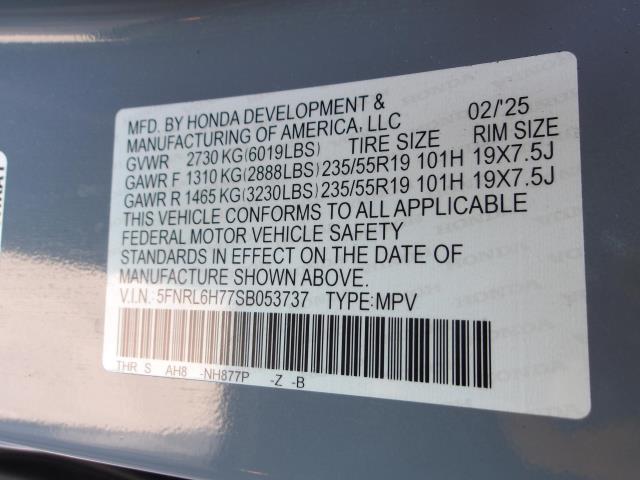 MFD. BY HONDA DEVELOPMENT & 02/'25
MANUFACTURING OF AMERICA, LLC
GVWR 2730 KG(6019LBS) TIRE SIZE RIM SIZE
GAWR F 1310 KG(2888LBS) 235/55R19 101H 19X7.5J
GAWR R 1465 KG(3230LBS) 235/55R19 101H 19X7.5J
THIS VEHICLE CONFORMS TO ALL APPLICABLE
FEDERAL MOTOR VEHICLE SAFETY
STANDARDS IN EFFECT ON THE DATE OF
MANUFACTURE SHOWN ABOVE.
V.I.N. 5FNRL6H77SB053737 TYPE:MPV
THR S AH8 -NH877P -Z -B